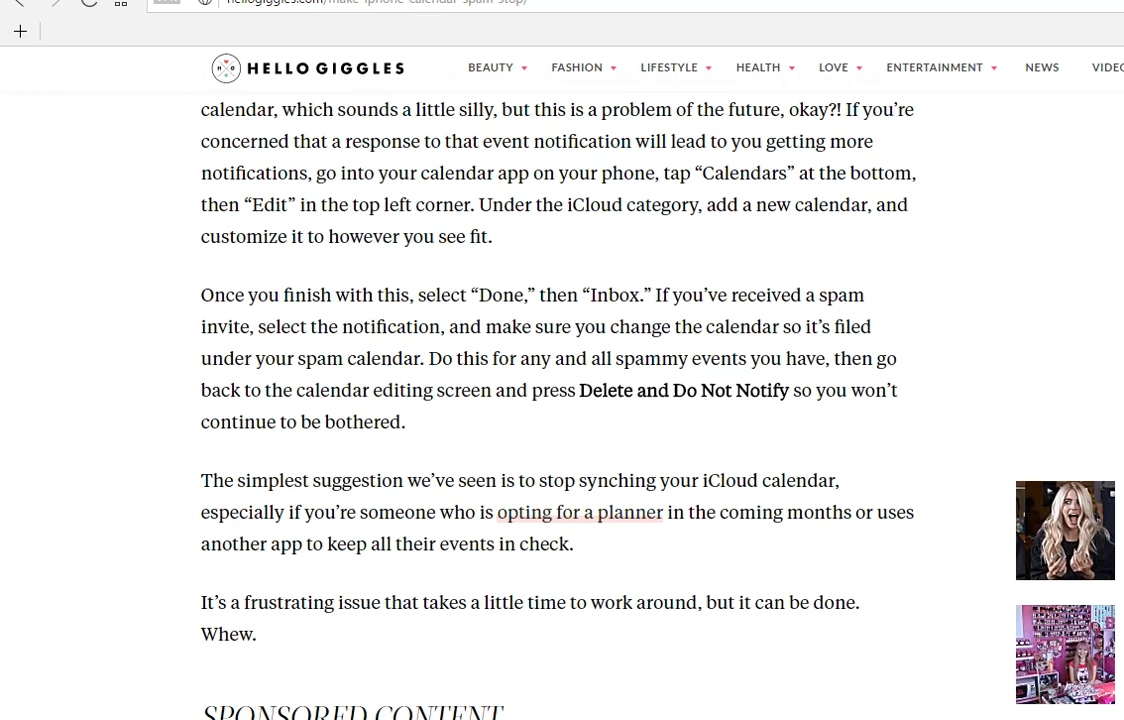 hellogiggles.com/make-iphone-calendar-spam-stop/
HELLO GIGGLES
BEAUTY FASHION LIFESTYLE HEALTH LOVE ENTERTAINMENT NEWS VIDEO
calendar, which sounds a little silly, but this is a problem of the future, okay?! If you’re
concerned that a response to that event notification will lead to you getting more
notifications, go into your calendar app on your phone, tap “Calendars” at the bottom,
then “Edit” in the top left corner. Under the iCloud category, add a new calendar, and
customize it to however you see fit.
Once you finish with this, select “Done,” then “Inbox.” If you’ve received a spam
invite, select the notification, and make sure you change the calendar so it’s filed
under your spam calendar. Do this for any and all spammy events you have, then go
back to the calendar editing screen and press Delete and Do Not Notify so you won’t
continue to be bothered.
The simplest suggestion we’ve seen is to stop synching your iCloud calendar,
especially if you’re someone who is opting for a planner in the coming months or uses
another app to keep all their events in check.
It’s a frustrating issue that takes a little time to work around, but it can be done.
Whew.
SPONSORED CONTENT